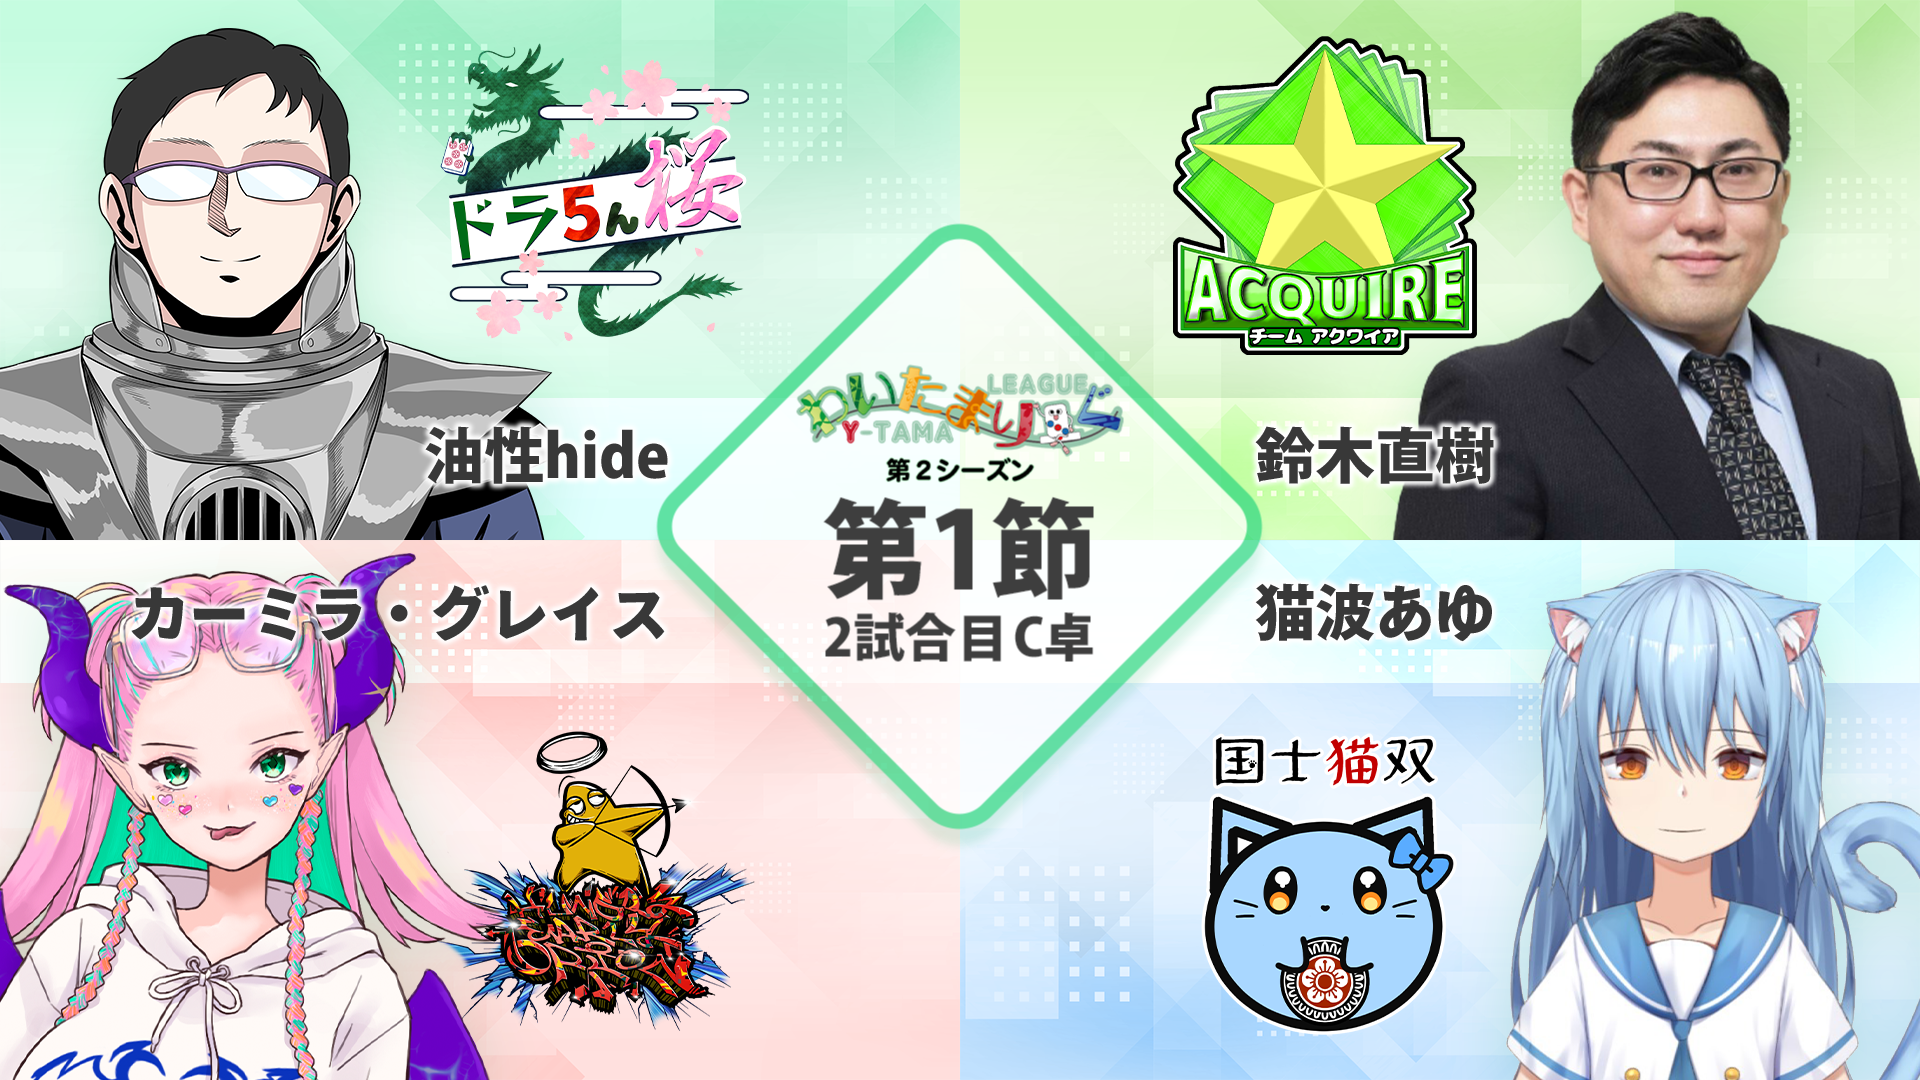 ドラ5ん桜
油性hide
ACQUIRE
チーム アクワイア
鈴木直樹
わいたまりーぐ
LEAGUE
Y-TAMA
第2シーズン
第1節
2試合目 C卓
カーミラ・グレイス
猫波あゆ
国士猫双